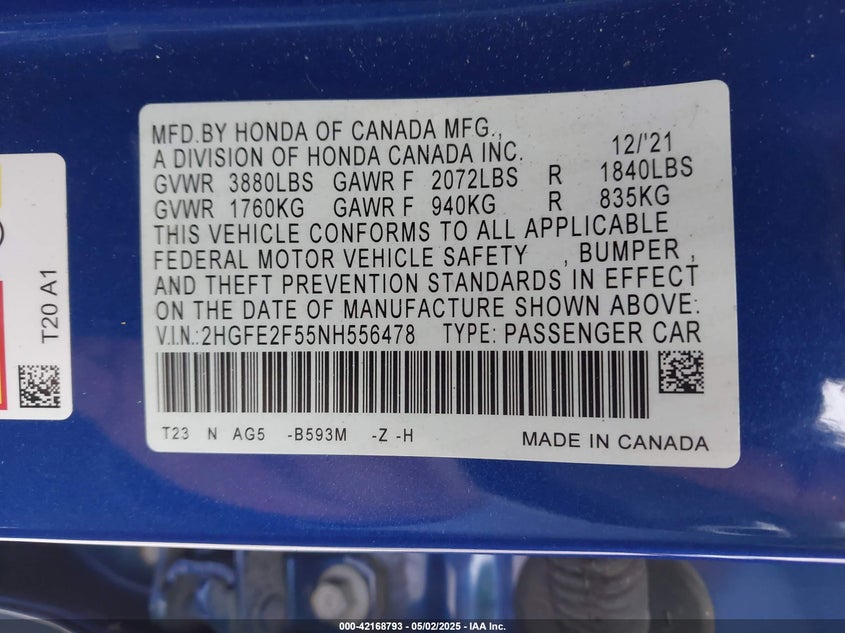 MFD.BY HONDA OF CANADA MFG.,
A DIVISION OF HONDA CANADA INC. 12/'21
GVWR 3880LBS GAWR F 2072LBS R 1840LBS
GVWR 1760KG GAWR F 940KG R 835KG
THIS VEHICLE CONFORMS TO ALL APPLICABLE
FEDERAL MOTOR VEHICLE SAFETY , BUMPER ,
AND THEFT PREVENTION STANDARDS IN EFFECT
ON THE DATE OF MANUFACTURE SHOWN ABOVE:
V.I.N.:2HGFE2F55NH556478 TYPE: PASSENGER CAR
T23 N AG5 -B593M -Z -H MADE IN CANADA
T20 A1
000-42168793 - 05/02/2025 - IAA Inc.